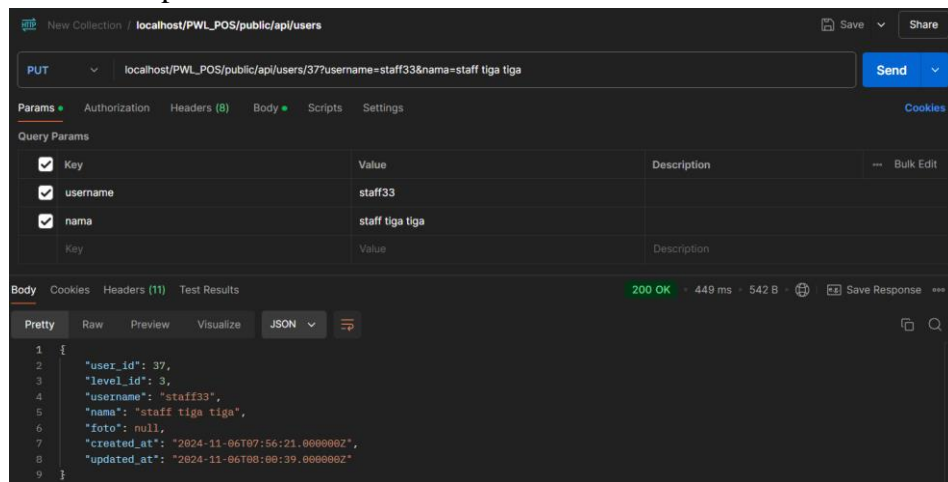 HTTP New Collection / localhost/PWL_POS/public/api/users Save Share
PUT localhost/PWL_POS/public/api/users/37?username=staff33&nama=staff tiga tiga Send
Params Authorization Headers (8) Body Scripts Settings Cookies
Query Params
Key Value Description ... Bulk Edit
username staff33
nama staff tiga tiga
Key Value Description
Body Cookies Headers (11) Test Results 200 OK 449 ms 542 B Save Response ...
Pretty Raw Preview Visualize JSON
1 {
2 "user_id": 37,
3 "level_id": 3,
4 "username": "staff33",
5 "nama": "staff tiga tiga",
6 "foto": null,
7 "created_at": "2024-11-06T07:56:21.000000Z",
8 "updated_at": "2024-11-06T08:00:39.000000Z"
9 }